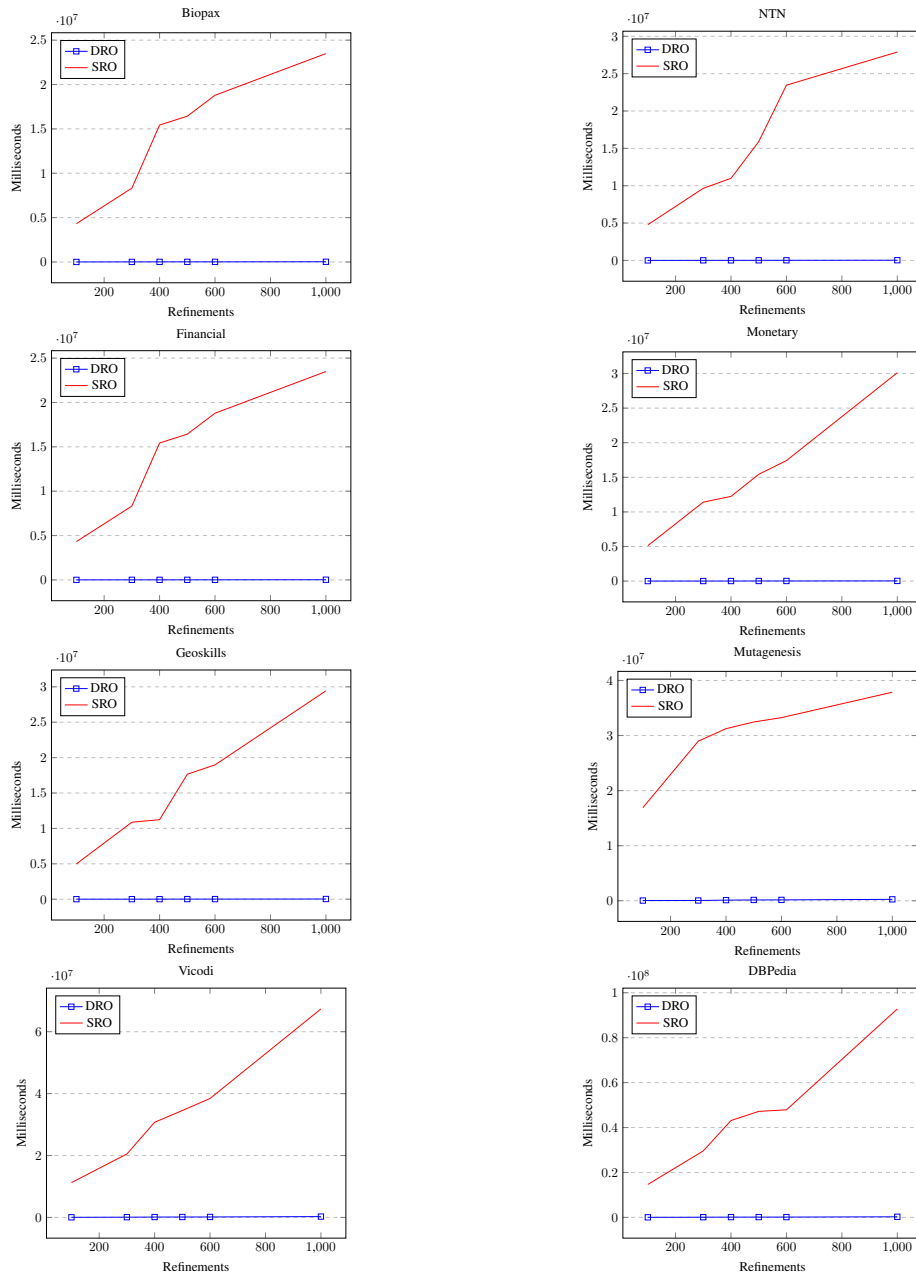 Biopax
·10^7
DRO
SRO
2.5
2
1.5
1
0.5
0
Milliseconds
200 400 600 800 1,000
Refinements
NTN
·10^7
DRO
SRO
3
2.5
2
1.5
1
0.5
0
Milliseconds
200 400 600 800 1,000
Refinements
Financial
·10^7
DRO
SRO
2.5
2
1.5
1
0.5
0
Milliseconds
200 400 600 800 1,000
Refinements
Monetary
·10^7
DRO
SRO
3
2.5
2
1.5
1
0.5
0
Milliseconds
200 400 600 800 1,000
Refinements
Geoskills
·10^7
DRO
SRO
3
2.5
2
1.5
1
0.5
0
Milliseconds
200 400 600 800 1,000
Refinements
Mutagenesis
·10^7
DRO
SRO
4
3
2
1
0
Milliseconds
200 400 600 800 1,000
Refinements
Vicodi
·10^7
DRO
SRO
6
4
2
0
Milliseconds
200 400 600 800 1,000
Refinements
DBPedia
·10^8
DRO
SRO
1
0.8
0.6
0.4
0.2
0
Milliseconds
200 400 600 800 1,000
Refinements